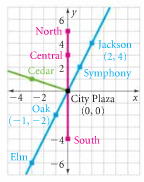 y
6
North
4
Jackson
(2, 4)
Central
2
Symphony
Cedar
-4 -2
x
City Plaza
(0, 0)
Oak
(-1, -2)
-4
South
Elm
-6